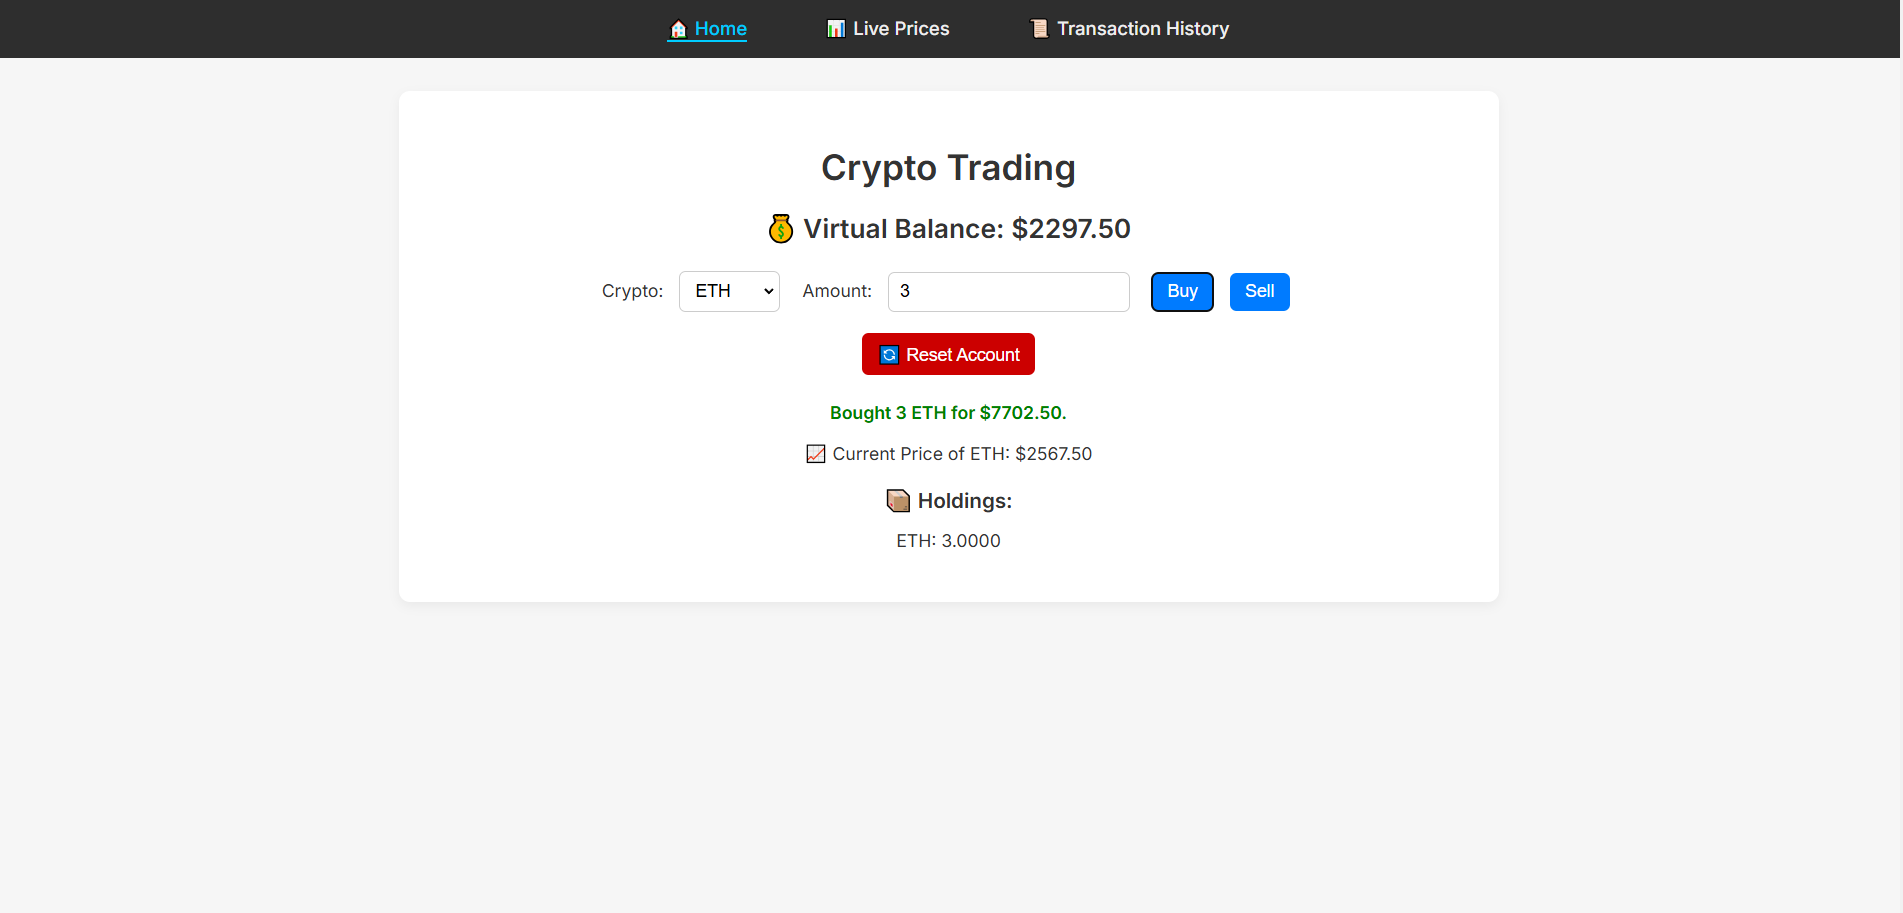 Home Live Prices Transaction History
Crypto Trading
Virtual Balance: $2297.50
Crypto: ETH Amount: 3 Buy Sell
Reset Account
Bought 3 ETH for $7702.50.
Current Price of ETH: $2567.50
Holdings:
ETH: 3.0000